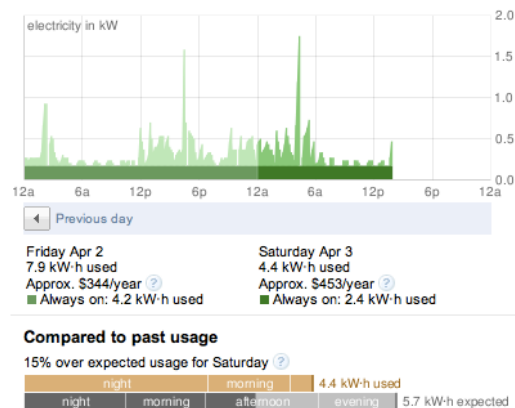 electricity in kW
2.0
1.5
1.0
0.5
0.0
12a 6a 12p 6p 12a 6a 12p 6p 12a
Previous day
Friday Apr 2
7.9 kW·h used
Approx. $344/year ?
Always on: 4.2 kW·h used
Saturday Apr 3
4.4 kW·h used
Approx. $453/year ?
Always on: 2.4 kW·h used
Compared to past usage
15% over expected usage for Saturday ?
night morning 4.4 kW·h used
night morning afternoon evening 5.7 kW·h expected